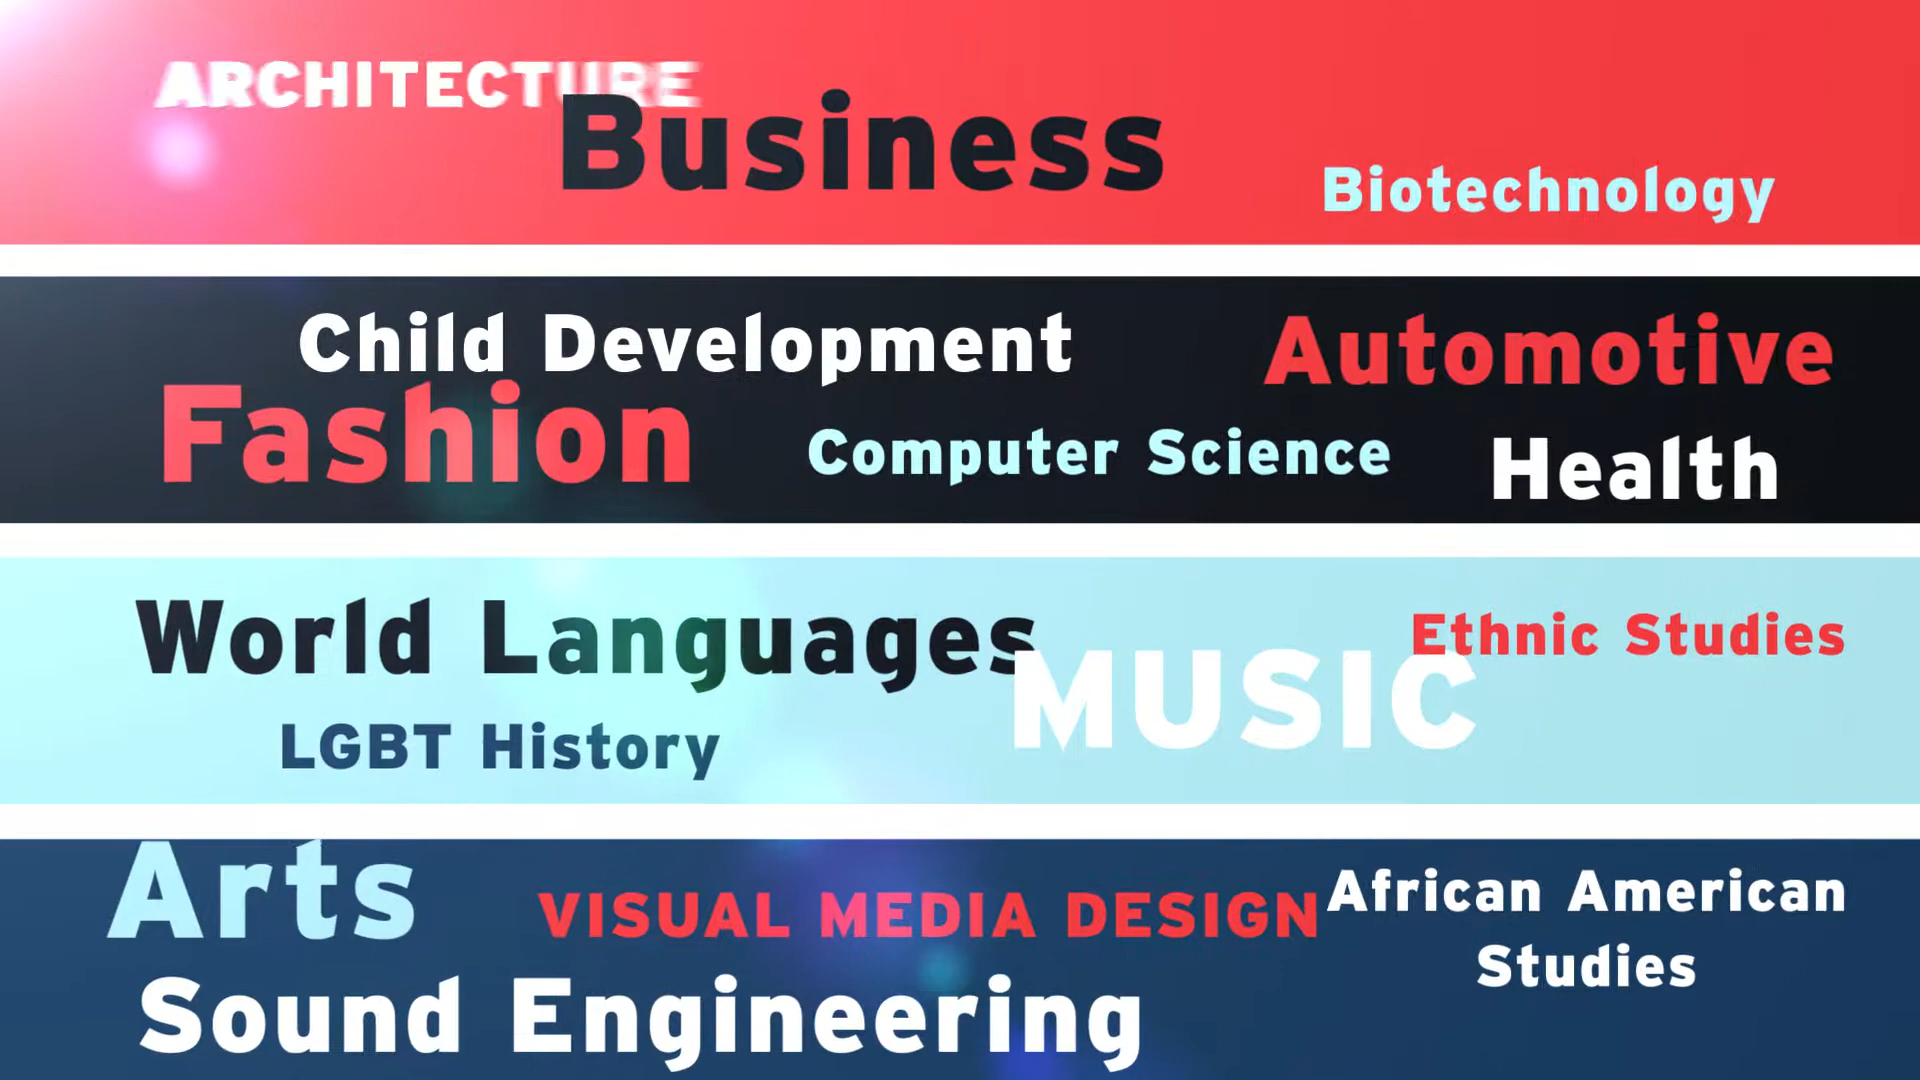 ARCHITECTURE
Business
Biotechnology
Child Development
Automotive
Fashion
Computer Science
Health
World Languages
Ethnic Studies
MUSIC
LGBT History
Arts
VISUAL MEDIA DESIGN
African American
Studies
Sound Engineering